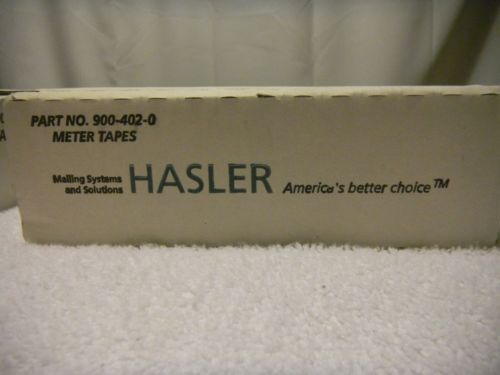 PART NO. 900-402-0
METER TAPES
Mailing Systems
and Solutions
HASLER
America's better choice™